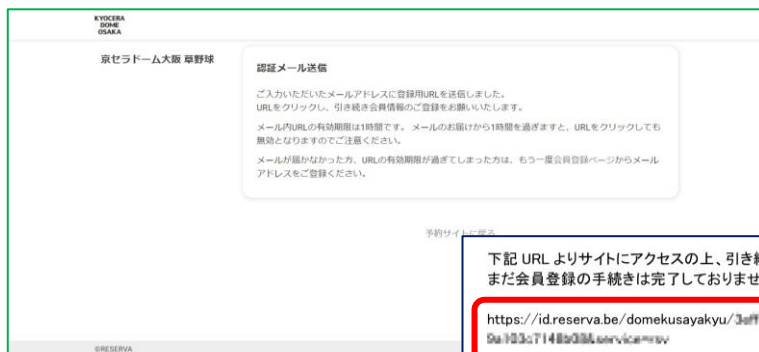 KYOCERA
DOME
OSAKA
京セラドーム大阪 草野球
認証メール送信
ご入力いただいたメールアドレスに登録用URLを送信しました。
URLをクリックし、引き続き会員情報のご登録をお願いいたします。
メール内URLの有効期限は1時間です。 メールのお届けから1時間を過ぎますと、URLをクリックしても
無効となりますのでご注意ください。
メールが届かなかった方、URLの有効期限が過ぎてしまった方は、もう一度会員登録ページからメール
アドレスをご登録ください。
予約サイトに戻る
下記 URL よりサイトにアクセスの上、引き
まだ会員登録の手続きは完了しておりませ
https://id.reserva.be/domekusayakyu/
©RESERVA